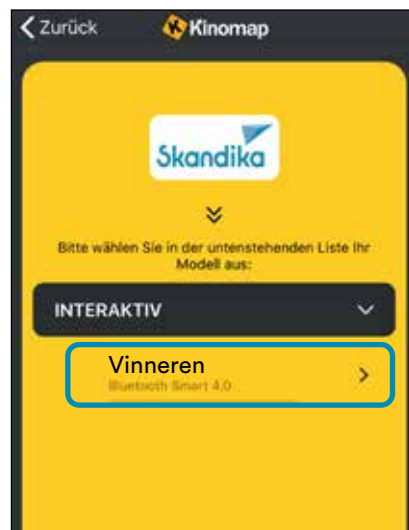 Zurück Kinomap
Skandika
Bitte wählen Sie in der untenstehenden Liste Ihr
Modell aus:
INTERAKTIV
Vinneren
Bluetooth Smart 4.0